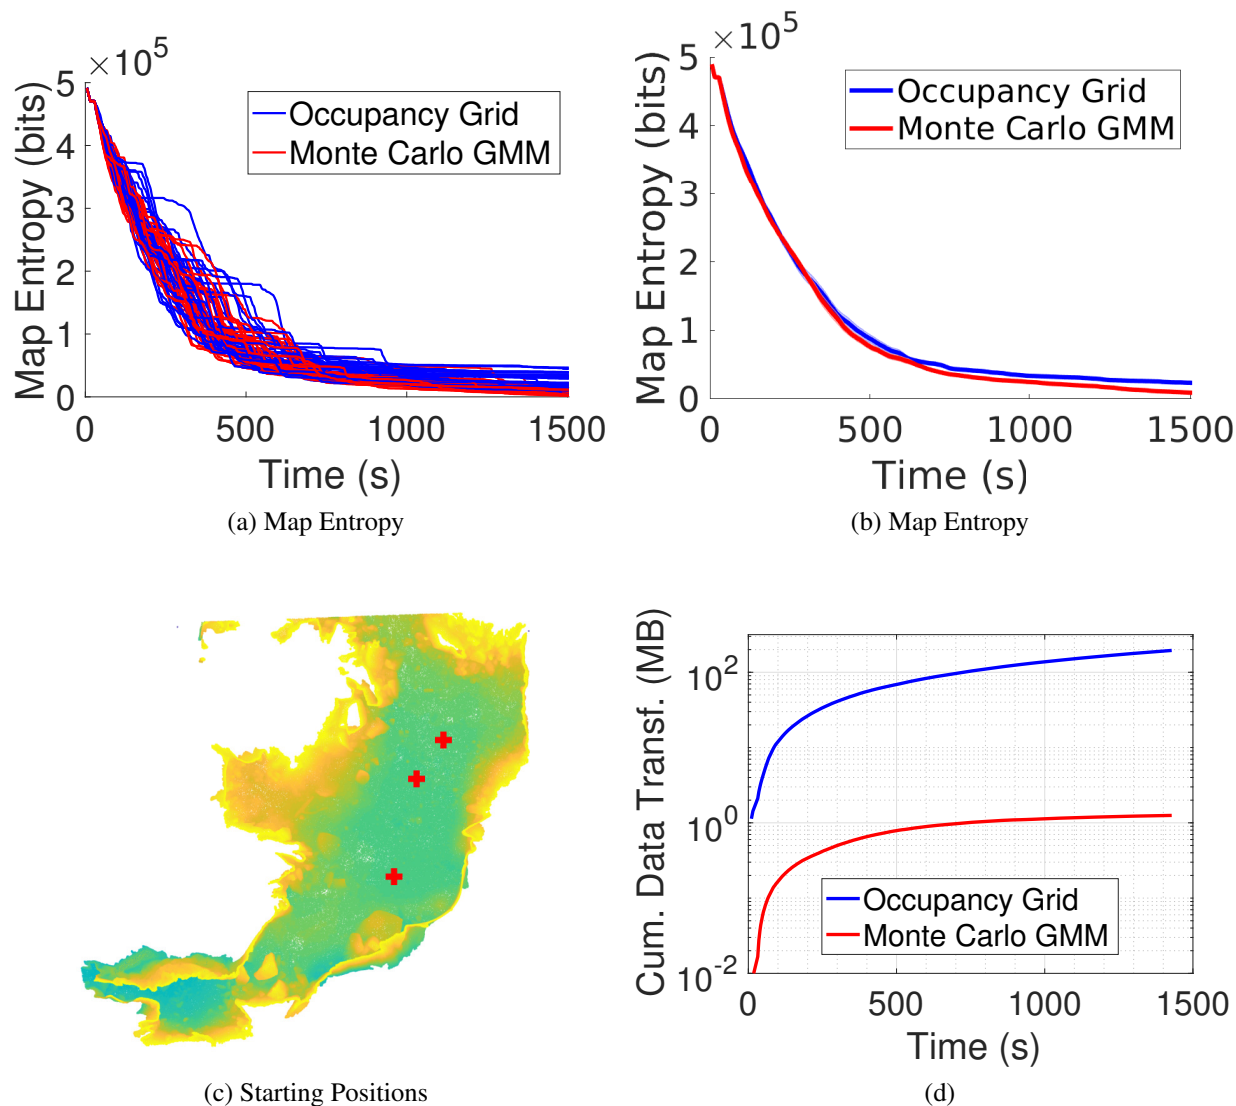 ×10^5
5
4
3
2
1
0
Map Entropy (bits)
Occupancy Grid
Monte Carlo GMM
0 500 1000 1500
Time (s)
(a) Map Entropy
×10^5
5
4
3
2
1
0
Map Entropy (bits)
Occupancy Grid
Monte Carlo GMM
0 500 1000 1500
Time (s)
(b) Map Entropy
(c) Starting Positions
Cum. Data Transf. (MB)
10^2
10^0
10^-2
Occupancy Grid
Monte Carlo GMM
0 500 1000 1500
Time (s)
(d)